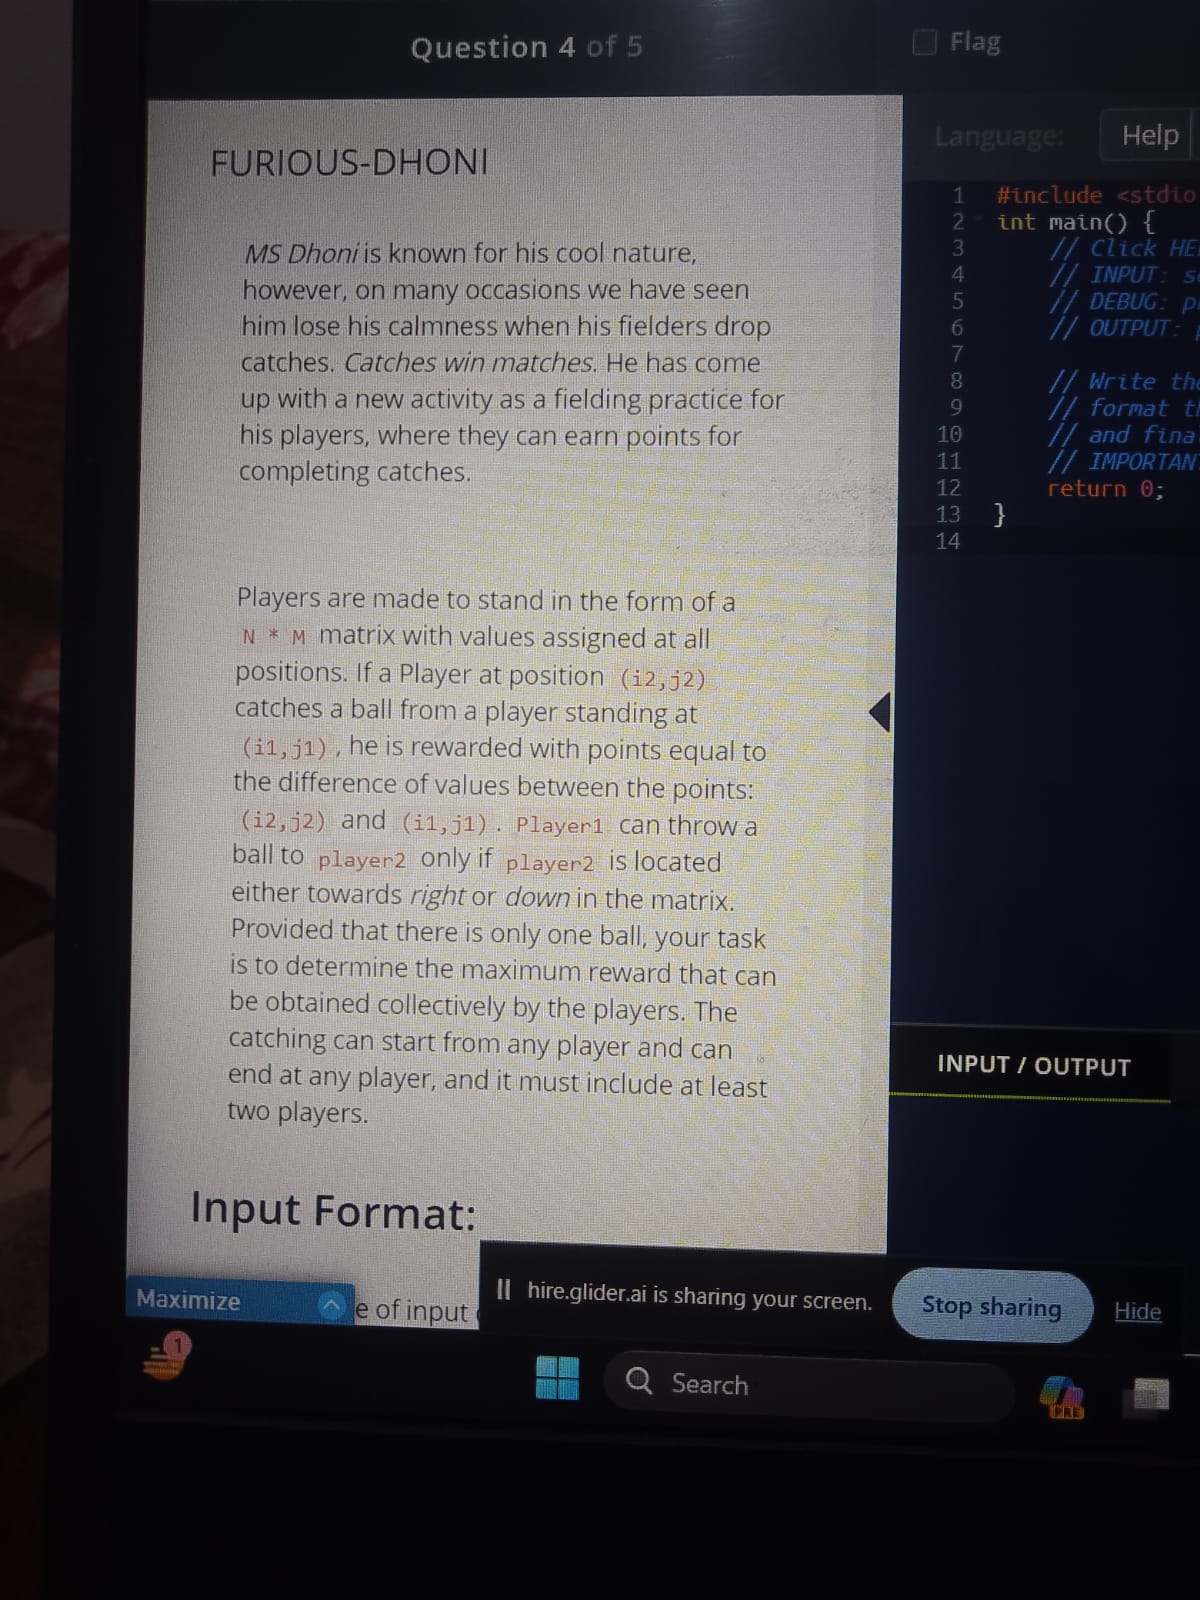 Question 4 of 5
Flag
FURIOUS-DHONI
MS Dhoni is known for his cool nature,
however, on many occasions we have seen
him lose his calmness when his fielders drop
catches. Catches win matches. He has come
up with a new activity as a fielding practice for
his players, where they can earn points for
completing catches.
Players are made to stand in the form of a
N * M matrix with values assigned at all
positions. If a Player at position (i2,j2)
catches a ball from a player standing at
(i1,j1), he is rewarded with points equal to
the difference of values between the points:
(i2,j2) and (i1,j1). Player1 can throw a
ball to player2 only if player2 is located
either towards right or down in the matrix.
Provided that there is only one ball, your task
is to determine the maximum reward that can
be obtained collectively by the players. The
catching can start from any player and can
end at any player, and it must include at least
two players.
Input Format:
e of input
Language:
Help
1 #include <stdio
2 int main() {
3 // Click HE
4 // INPUT: s
5 // DEBUG: p
6 // OUTPUT:
7
8 // Write the
9 // format th
10 // and fina
11 // IMPORTAN
12 return 0;
13 }
14
INPUT / OUTPUT
Maximize
hire.glider.ai is sharing your screen.
Stop sharing
Hide
1
Search
PRE